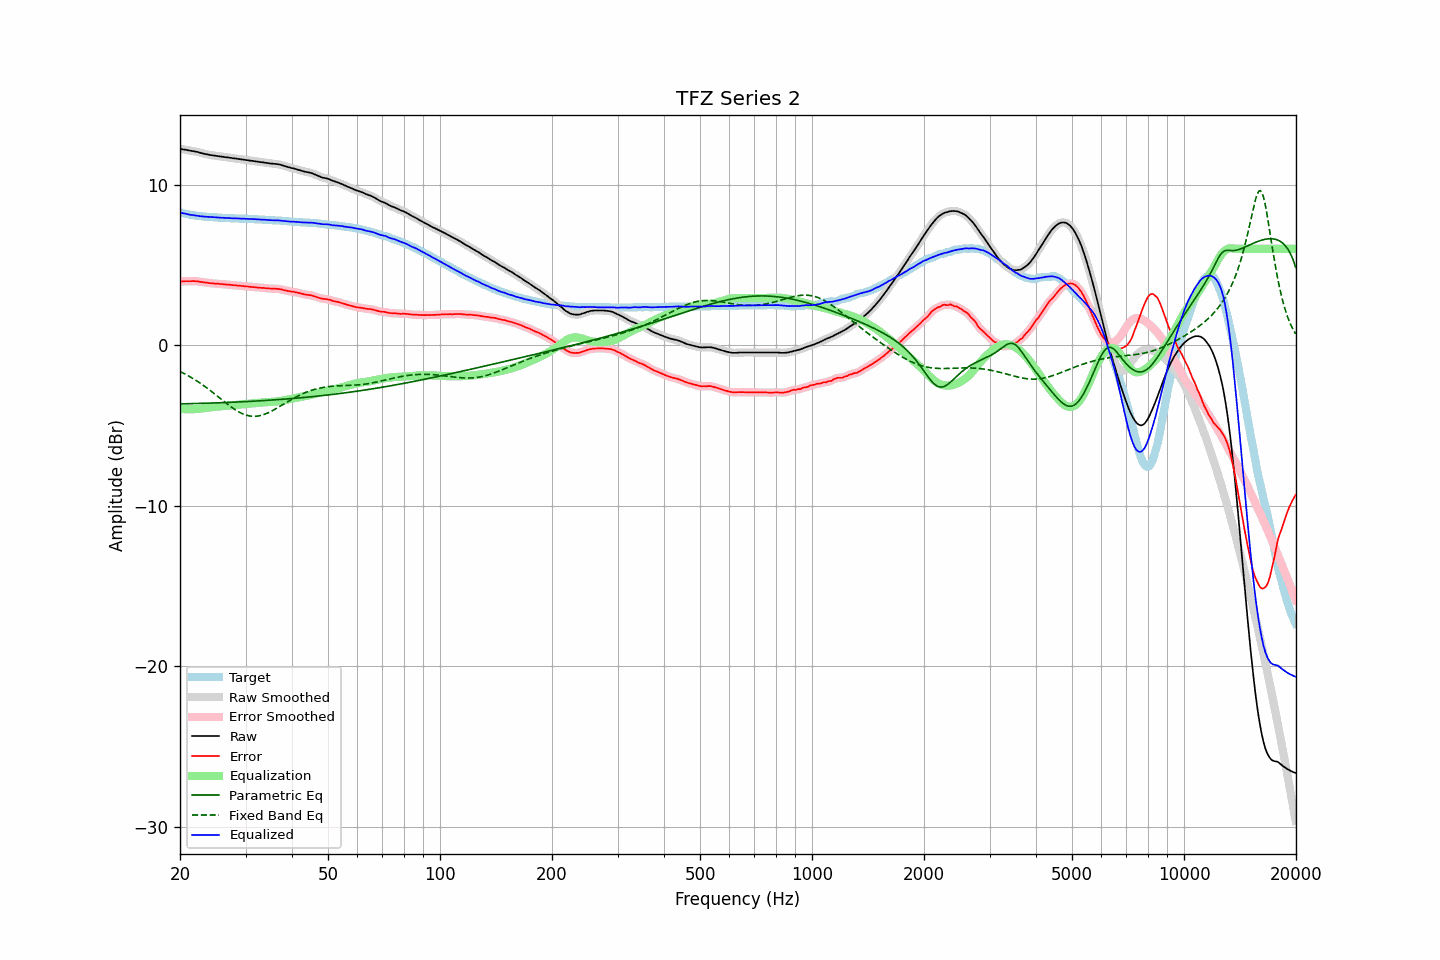 TFZ Series 2
Amplitude (dBr)
10
0
−10
−20
−30
Target
Raw Smoothed
Error Smoothed
Raw
Error
Equalization
Parametric Eq
Fixed Band Eq
Equalized
20 50 100 200 500 1000 2000 5000 10000 20000
Frequency (Hz)